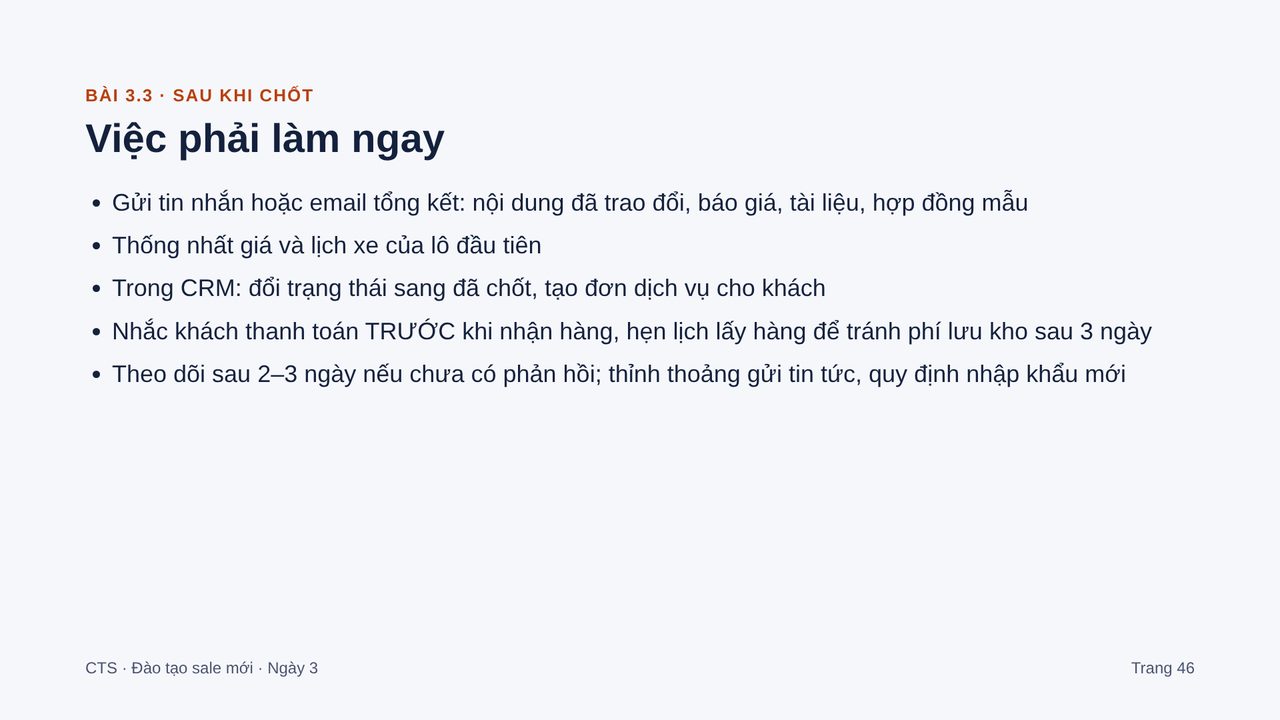 BÀI 3.3 · SAU KHI CHỐT
Việc phải làm ngay
• Gửi tin nhắn hoặc email tổng kết: nội dung đã trao đổi, báo giá, tài liệu, hợp đồng mẫu
• Thống nhất giá và lịch xe của lô đầu tiên
• Trong CRM: đổi trạng thái sang đã chốt, tạo đơn dịch vụ cho khách
• Nhắc khách thanh toán TRƯỚC khi nhận hàng, hẹn lịch lấy hàng để tránh phí lưu kho sau 3 ngày
• Theo dõi sau 2–3 ngày nếu chưa có phản hồi; thỉnh thoảng gửi tin tức, quy định nhập khẩu mới
CTS · Đào tạo sale mới · Ngày 3
Trang 46